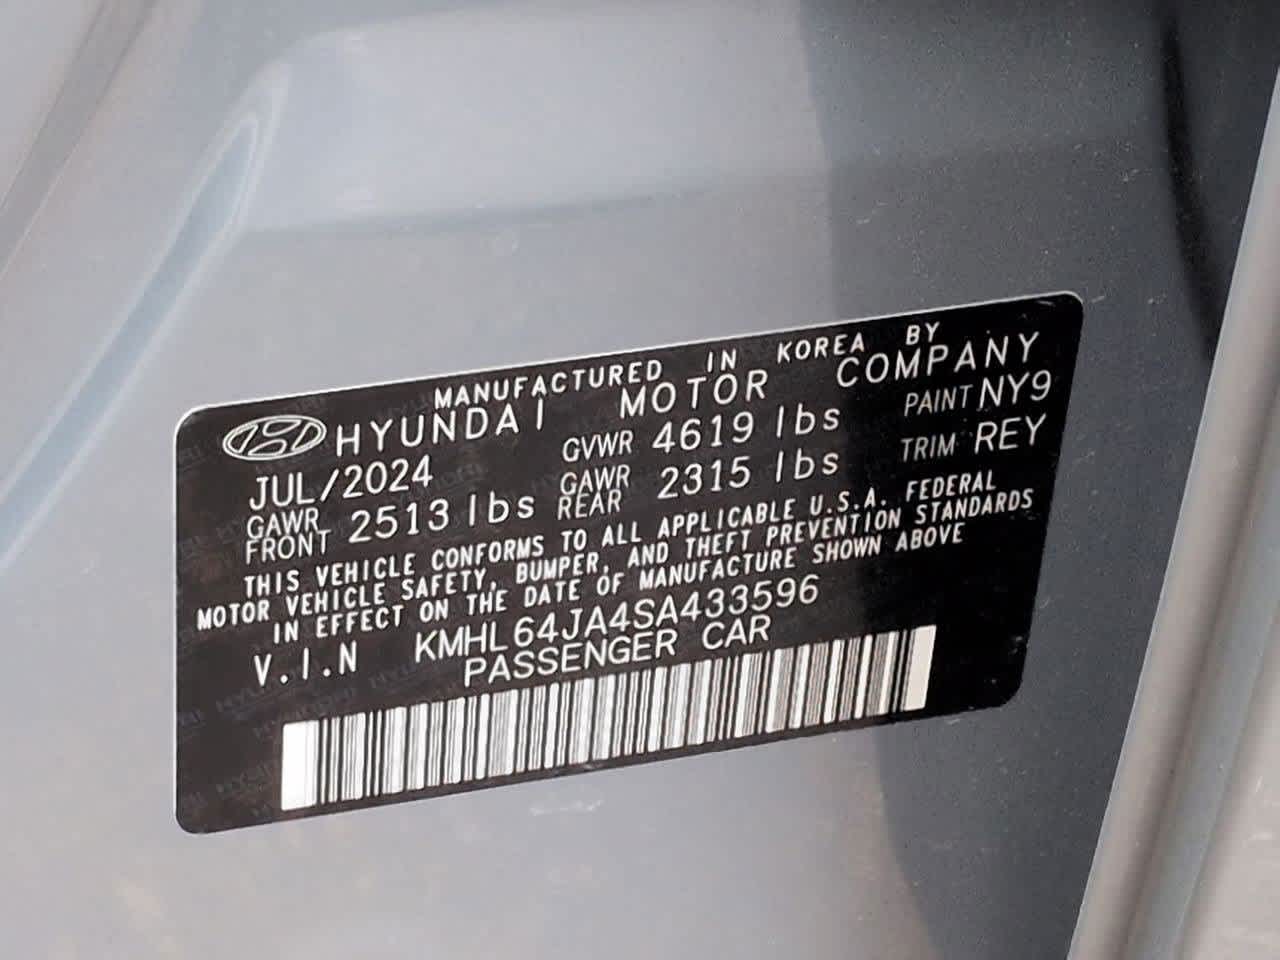 MANUFACTURED IN KOREA BY
HYUNDAI MOTOR COMPANY
JUL/2024 GVWR 4619 lbs PAINT NY9
GAWR FRONT 2513 lbs GAWR REAR 2315 lbs TRIM REY
THIS VEHICLE CONFORMS TO ALL APPLICABLE U.S.A. FEDERAL
MOTOR VEHICLE SAFETY, BUMPER, AND THEFT PREVENTION STANDARDS
IN EFFECT ON THE DATE OF MANUFACTURE SHOWN ABOVE
V.I.N KMHL64JA4SA433596
PASSENGER CAR